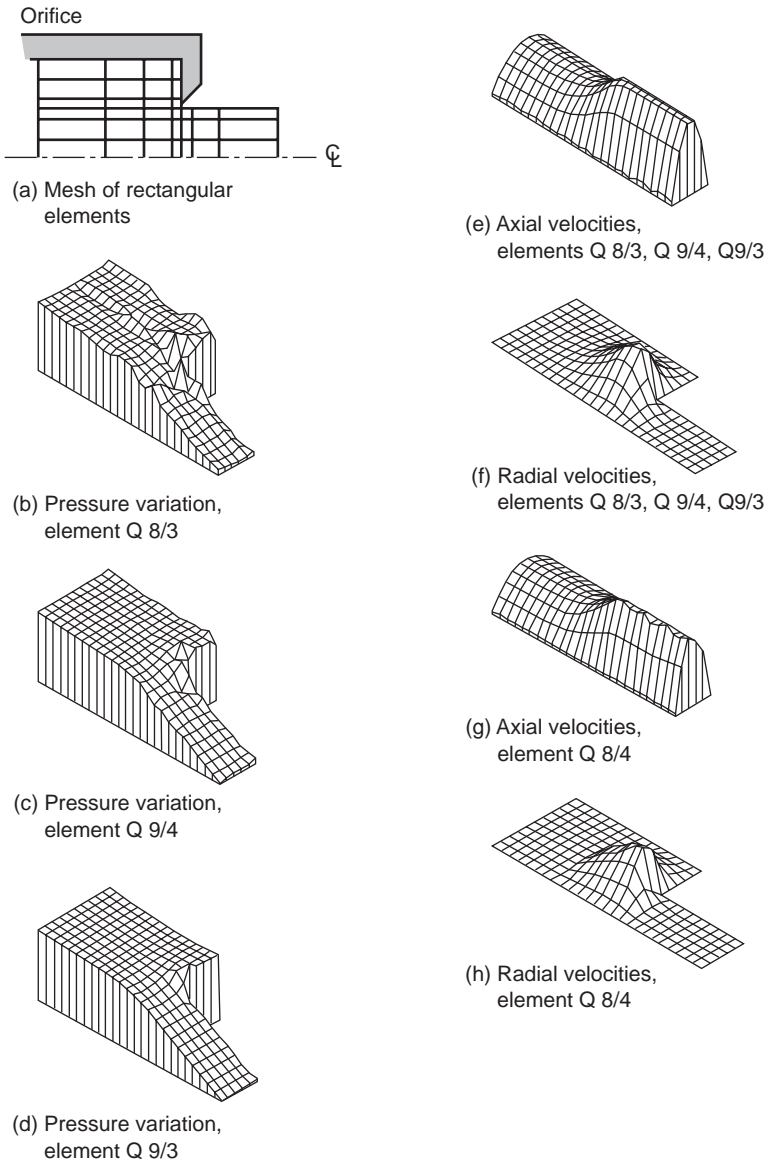 Orifice
℄
(a) Mesh of rectangular
elements
(b) Pressure variation,
element Q 8/3
(c) Pressure variation,
element Q 9/4
(d) Pressure variation,
element Q 9/3
(e) Axial velocities,
elements Q 8/3, Q 9/4, Q9/3
(f) Radial velocities,
elements Q 8/3, Q 9/4, Q9/3
(g) Axial velocities,
element Q 8/4
(h) Radial velocities,
element Q 8/4